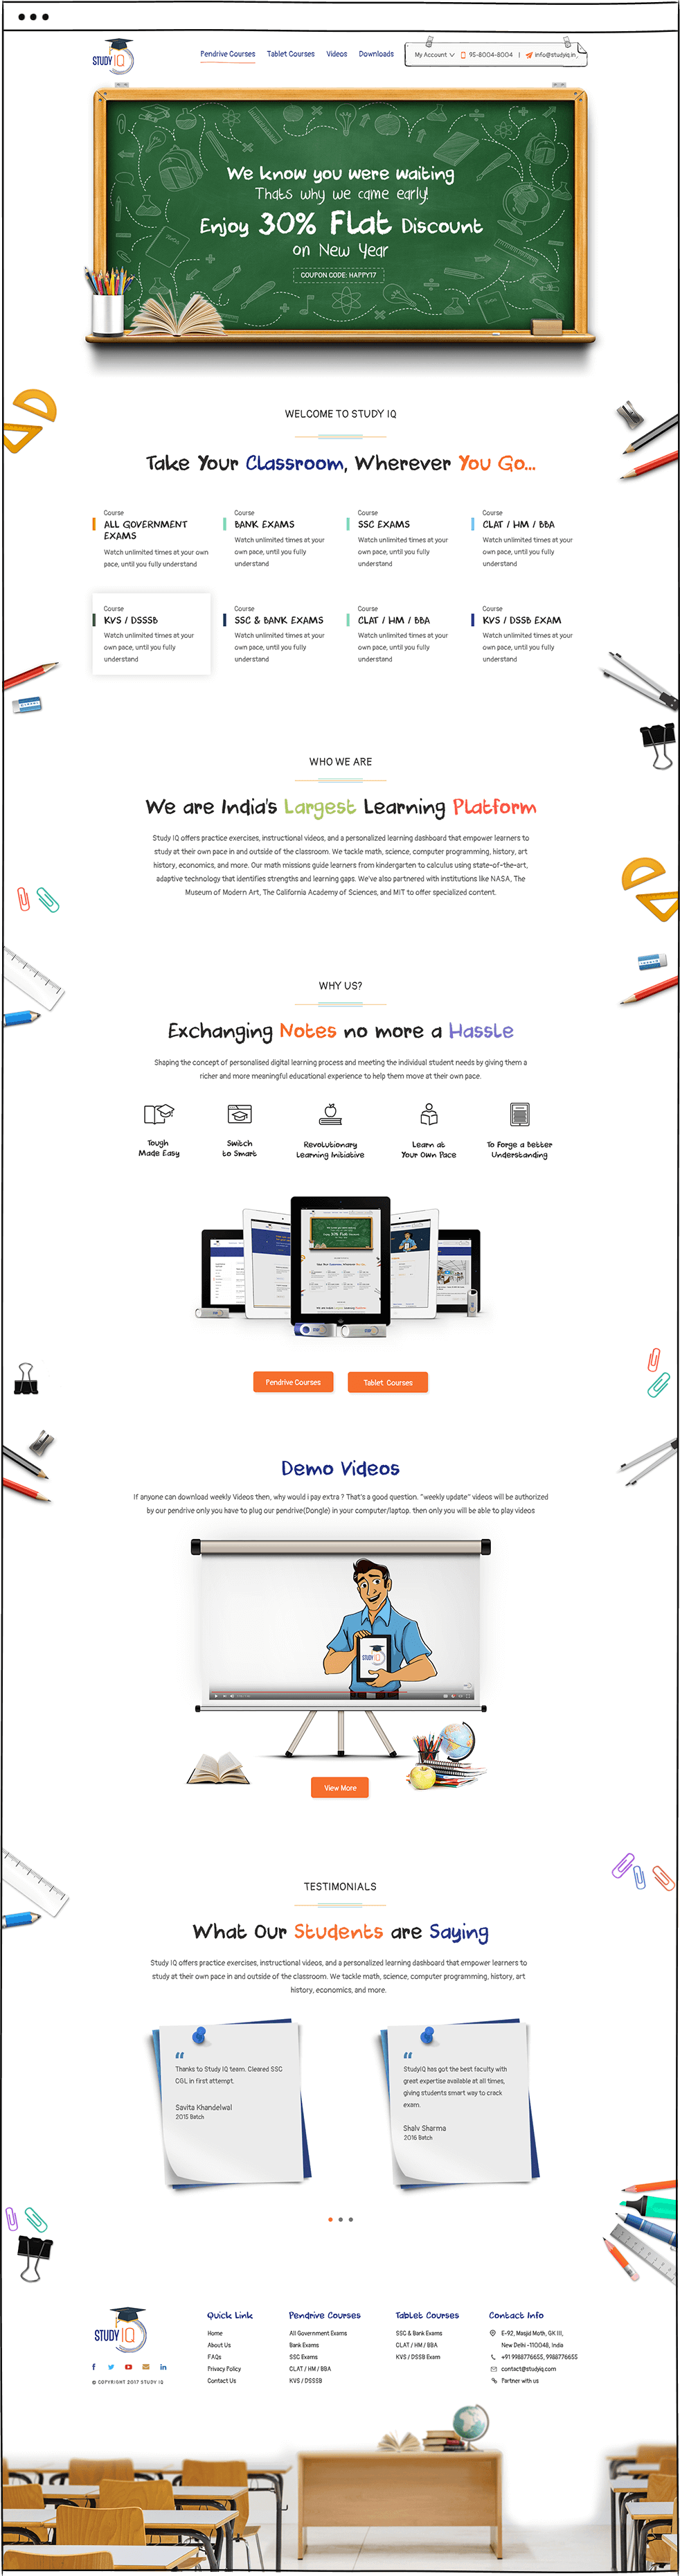 STUDY IQ
Pendrive Courses Tablet Courses Videos Downloads
My Account 95-8004-8004 | info@studyiq.in
We know you were waiting
Thats why we came early!
Enjoy 30% Flat Discount
on New Year
COUPON CODE: HAPPY17
WELCOME TO STUDY IQ
Take Your Classroom, Wherever You Go...
Course
ALL GOVERNMENT
EXAMS
Watch unlimited times at your own
pace, until you fully understand
Course
BANK EXAMS
Watch unlimited times at your
own pace, until you fully
understand
Course
SSC EXAMS
Watch unlimited times at your
own pace, until you fully
understand
Course
CLAT / HM / BBA
Watch unlimited times at your
own pace, until you fully
understand
Course
KVS / DSSSB
Watch unlimited times at your
own pace, until you fully
understand
Course
SSC & BANK EXAMS
Watch unlimited times at your
own pace, until you fully
understand
Course
CLAT / HM / BBA
Watch unlimited times at your
own pace, until you fully
understand
Course
KVS / DSSB EXAM
Watch unlimited times at your
own pace, until you fully
understand
WHO WE ARE
We are India's Largest Learning Platform
Study IQ offers practice exercises, instructional videos, and a personalized learning dashboard that empower learners to
study at their own pace in and outside of the classroom. We tackle math, science, computer programming, history, art
history, economics, and more. Our math missions guide learners from kindergarten to calculus using state-of-the-art,
adaptive technology that identifies strengths and learning gaps. We've also partnered with institutions like NASA, The
Museum of Modern Art, The California Academy of Sciences, and MIT to offer specialized content.
WHY US?
Exchanging Notes no more a Hassle
Shaping the concept of personalised digital learning process and meeting the individual student needs by giving them a
richer and more meaningful educational experience to help them move at their own pace.
Tough
Made Easy
Switch
to Smart
Revolutionary
Learning Initiative
Learn at
Your Own Pace
To Forge a Better
Understanding
Pendrive Courses
Tablet Courses
Demo Videos
If anyone can download weekly Videos then, why would i pay extra ? That's a good question. "weekly update" videos will be authorized
by our pendrive only you have to plug our pendrive(Dongle) in your computer/laptop. then only you will be able to play videos
STUDY IQ
View More
TESTIMONIALS
What Our Students are Saying
Study IQ offers practice exercises, instructional videos, and a personalized learning dashboard that empower learners to
study at their own pace in and outside of the classroom. We tackle math, science, computer programming, history, art
history, economics, and more.
Thanks to Study IQ team. Cleared SSC
CGL in first attempt.
Savita Khandelwal
2015 Batch
StudyIQ has got the best faculty with
great expertise available at all times,
giving students smart way to crack
exam.
Shalv Sharma
2016 Batch
STUDY IQ
© COPYRIGHT 2017 STUDY IQ
Quick Link
Home
About Us
FAQs
Privacy Policy
Contact Us
Pendrive Courses
All Government Exams
Bank Exams
SSC Exams
CLAT / HM / BBA
KVS / DSSSB
Tablet Courses
SSC & Bank Exams
CLAT / HM / BBA
KVS / DSSB Exam
Contact Info
E-92, Masjid Moth, GK III,
New Delhi -110048, India
+91 9988776655, 9988776655
contact@studyiq.com
Partner with us